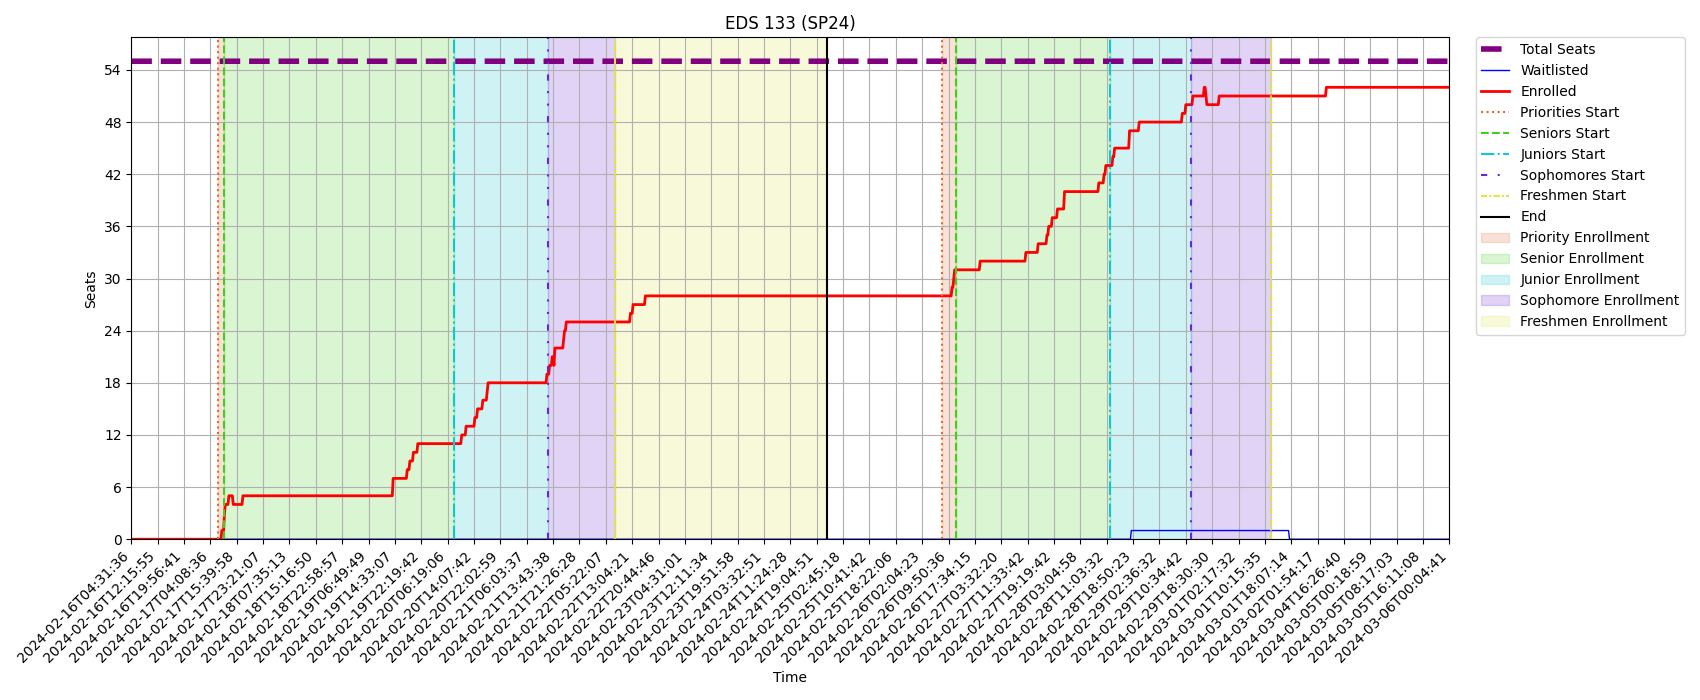 EDS 133 (SP24)
Seats
54
48
42
36
30
24
18
12
6
0
2024-02-16T04:31:36
2024-02-16T12:15:55
2024-02-16T19:56:41
2024-02-17T04:08:36
2024-02-17T15:39:58
2024-02-17T23:21:07
2024-02-18T07:35:13
2024-02-18T15:16:50
2024-02-18T22:58:57
2024-02-19T06:49:49
2024-02-19T14:33:07
2024-02-19T22:19:42
2024-02-20T06:19:06
2024-02-20T14:07:42
2024-02-20T22:02:59
2024-02-21T06:03:37
2024-02-21T13:43:38
2024-02-21T21:26:28
2024-02-22T05:22:07
2024-02-22T13:04:21
2024-02-22T20:44:46
2024-02-23T04:31:01
2024-02-23T12:11:34
2024-02-23T19:51:58
2024-02-24T03:32:51
2024-02-24T11:24:28
2024-02-24T19:04:51
2024-02-25T02:45:18
2024-02-25T10:41:42
2024-02-25T18:22:06
2024-02-26T02:04:23
2024-02-26T09:50:36
2024-02-26T17:34:15
2024-02-27T03:32:20
2024-02-27T11:33:42
2024-02-27T19:19:42
2024-02-28T03:04:58
2024-02-28T11:03:32
2024-02-28T18:50:23
2024-02-29T02:36:32
2024-02-29T10:34:42
2024-02-29T18:30:30
2024-03-01T02:17:32
2024-03-01T10:15:35
2024-03-01T18:07:14
2024-03-02T01:54:17
2024-03-04T16:26:40
2024-03-05T00:18:59
2024-03-05T08:17:03
2024-03-05T16:11:08
2024-03-06T00:04:41
Time
Total Seats
Waitlisted
Enrolled
Priorities Start
Seniors Start
Juniors Start
Sophomores Start
Freshmen Start
End
Priority Enrollment
Senior Enrollment
Junior Enrollment
Sophomore Enrollment
Freshmen Enrollment